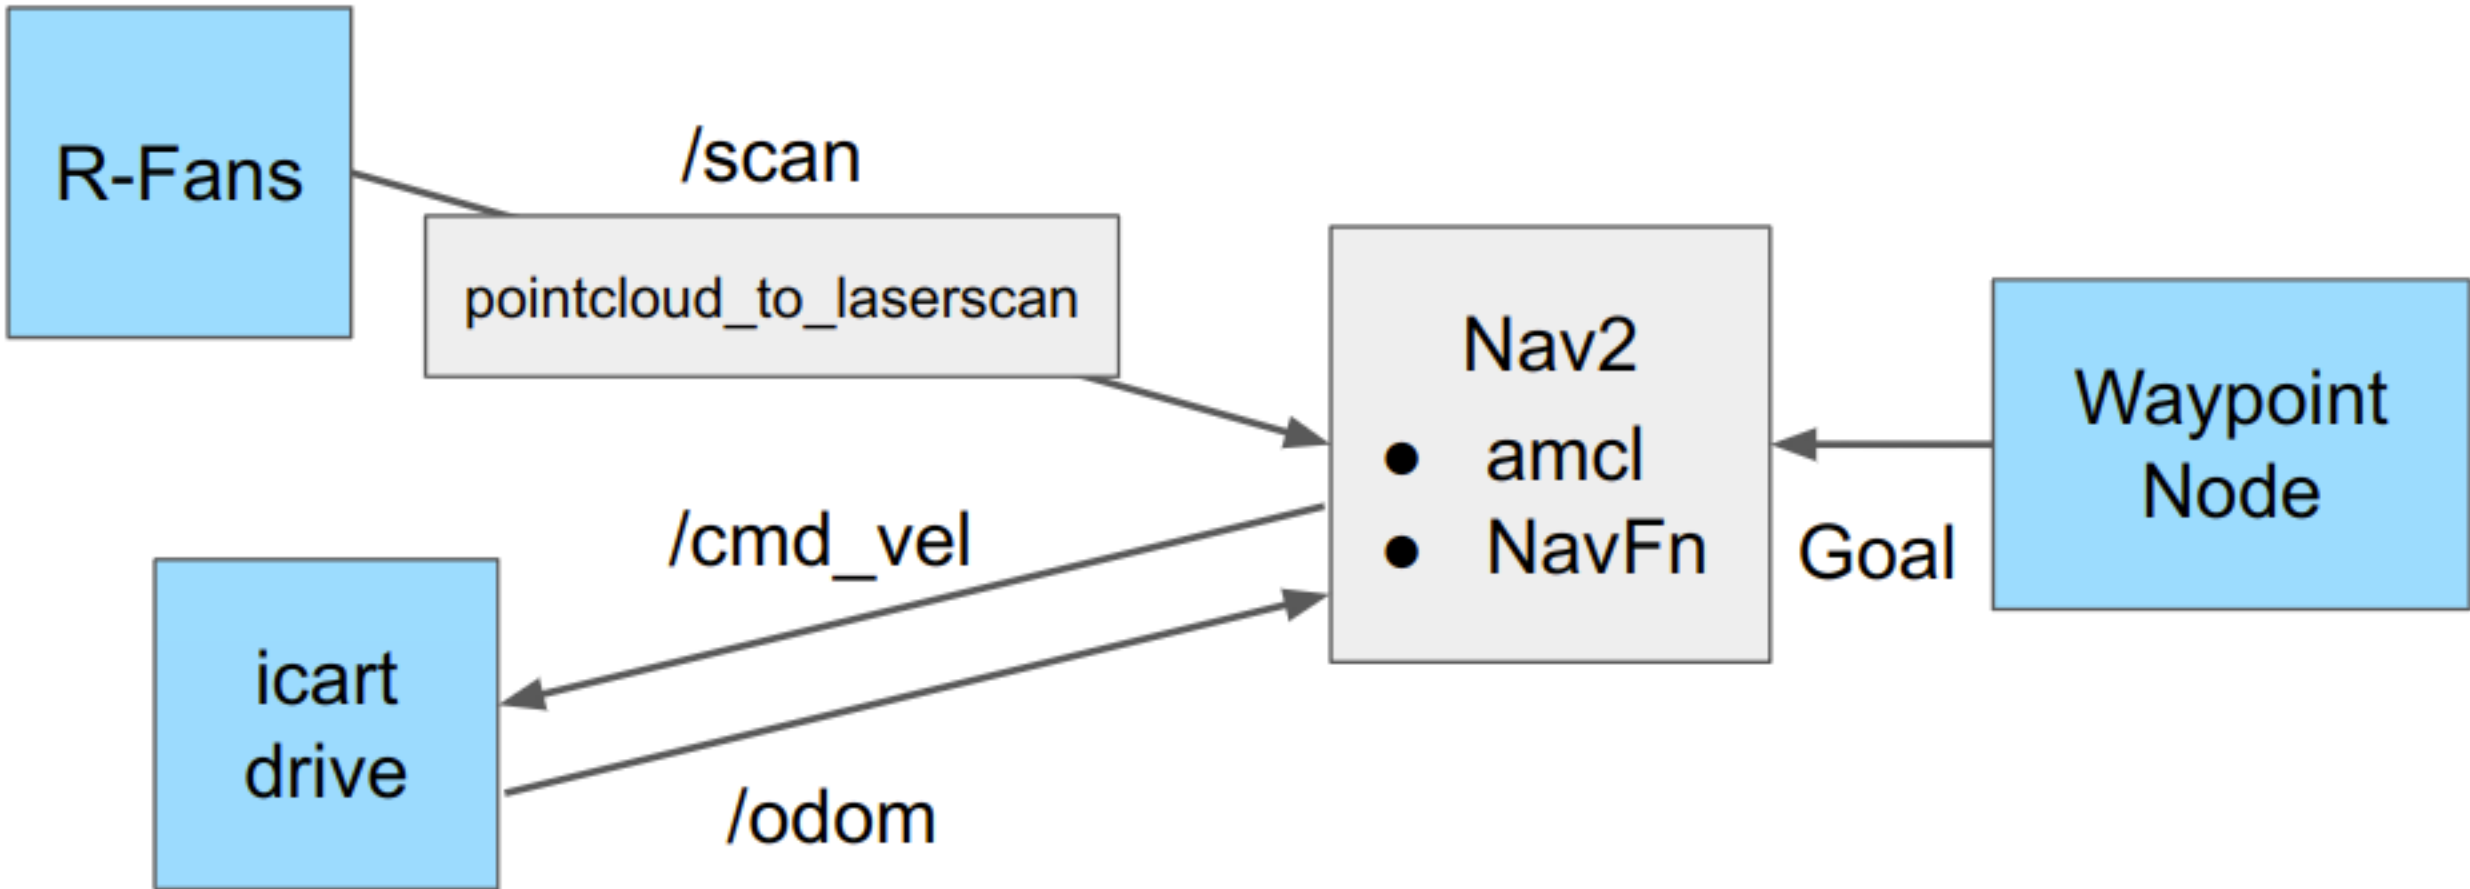 R-Fans
/scan
pointcloud_to_laserscan
Nav2
● amcl
● NavFn
Waypoint
Node
Goal
/cmd_vel
icart
drive
/odom